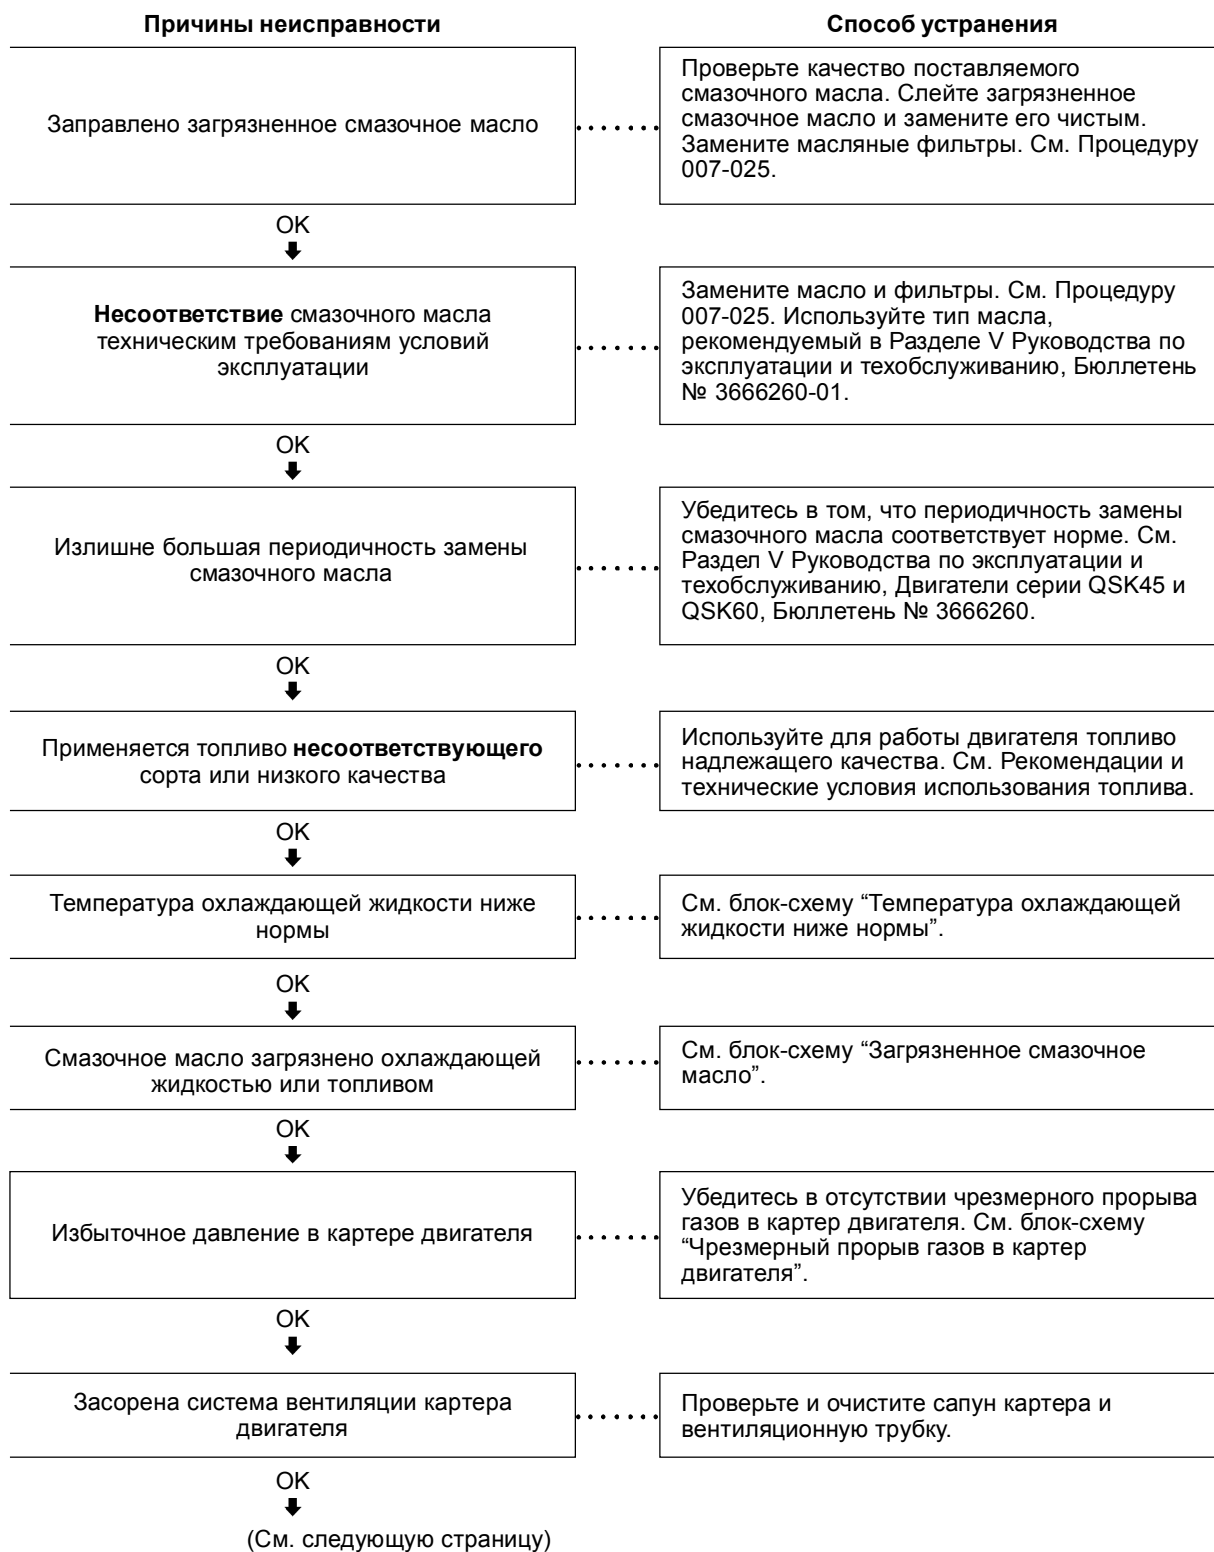 Причины неисправности
Способ устранения
Заправлено загрязненное смазочное масло
Проверьте качество поставляемого
смазочного масла. Слейте загрязненное
смазочное масло и замените его чистым.
Замените масляные фильтры. См. Процедуру
007-025.
OK
Несоответствие смазочного масла
техническим требованиям условий
эксплуатации
Замените масло и фильтры. См. Процедуру
007-025. Используйте тип масла,
рекомендуемый в Разделе V Руководства по
эксплуатации и техобслуживанию, Бюллетень
№ 3666260-01.
OK
Излишне большая периодичность замены
смазочного масла
Убедитесь в том, что периодичность замены
смазочного масла соответствует норме. См.
Раздел V Руководства по эксплуатации и
техобслуживанию, Двигатели серии QSK45 и
QSK60, Бюллетень № 3666260.
OK
Применяется топливо несоответствующего
сорта или низкого качества
Используйте для работы двигателя топливо
надлежащего качества. См. Рекомендации и
технические условия использования топлива.
OK
Температура охлаждающей жидкости ниже
нормы
См. блок-схему “Температура охлаждающей
жидкости ниже нормы”.
OK
Смазочное масло загрязнено охлаждающей
жидкостью или топливом
См. блок-схему “Загрязненное смазочное
масло”.
OK
Избыточное давление в картере двигателя
Убедитесь в отсутствии чрезмерного прорыва
газов в картер двигателя. См. блок-схему
“Чрезмерный прорыв газов в картер
двигателя”.
OK
Засорена система вентиляции картера
двигателя
Проверьте и очистите сапун картера и
вентиляционную трубку.
OK
(См. следующую страницу)